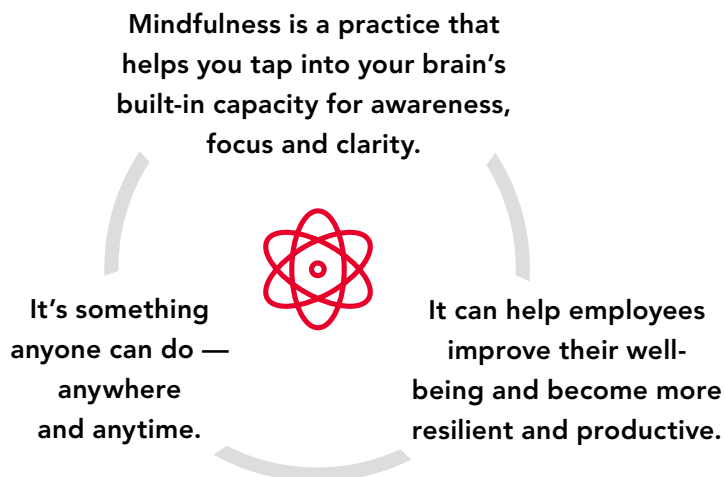 Mindfulness is a practice that
helps you tap into your brain’s
built-in capacity for awareness,
focus and clarity.
It’s something
anyone can do —
anywhere
and anytime.
It can help employees
improve their well-
being and become more
resilient and productive.